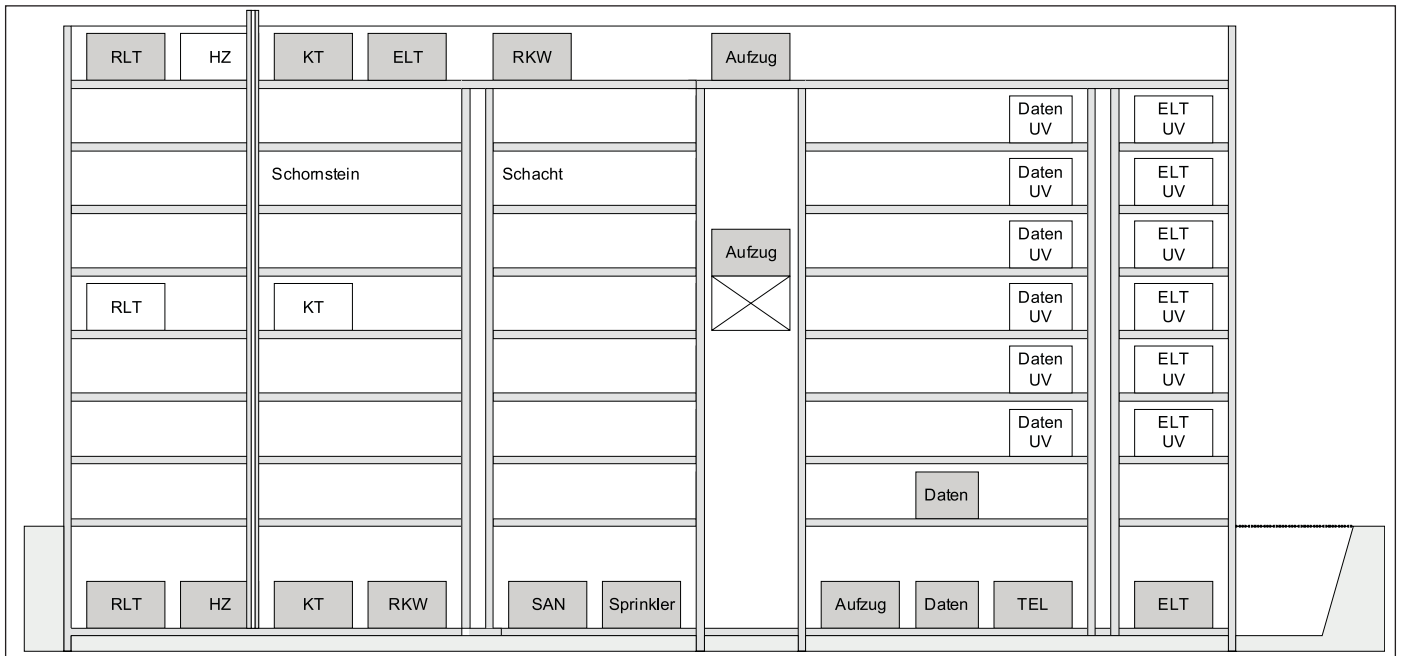 RLT
HZ
KT
ELT
RKW
Aufzug
Daten
UV
ELT
UV
Schornstein
Schacht
Daten
UV
ELT
UV
Aufzug
Daten
UV
ELT
UV
RLT
KT
Daten
UV
ELT
UV
Daten
UV
ELT
UV
Daten
UV
ELT
UV
Daten
RLT
HZ
KT
RKW
SAN
Sprinkler
Aufzug
Daten
TEL
ELT